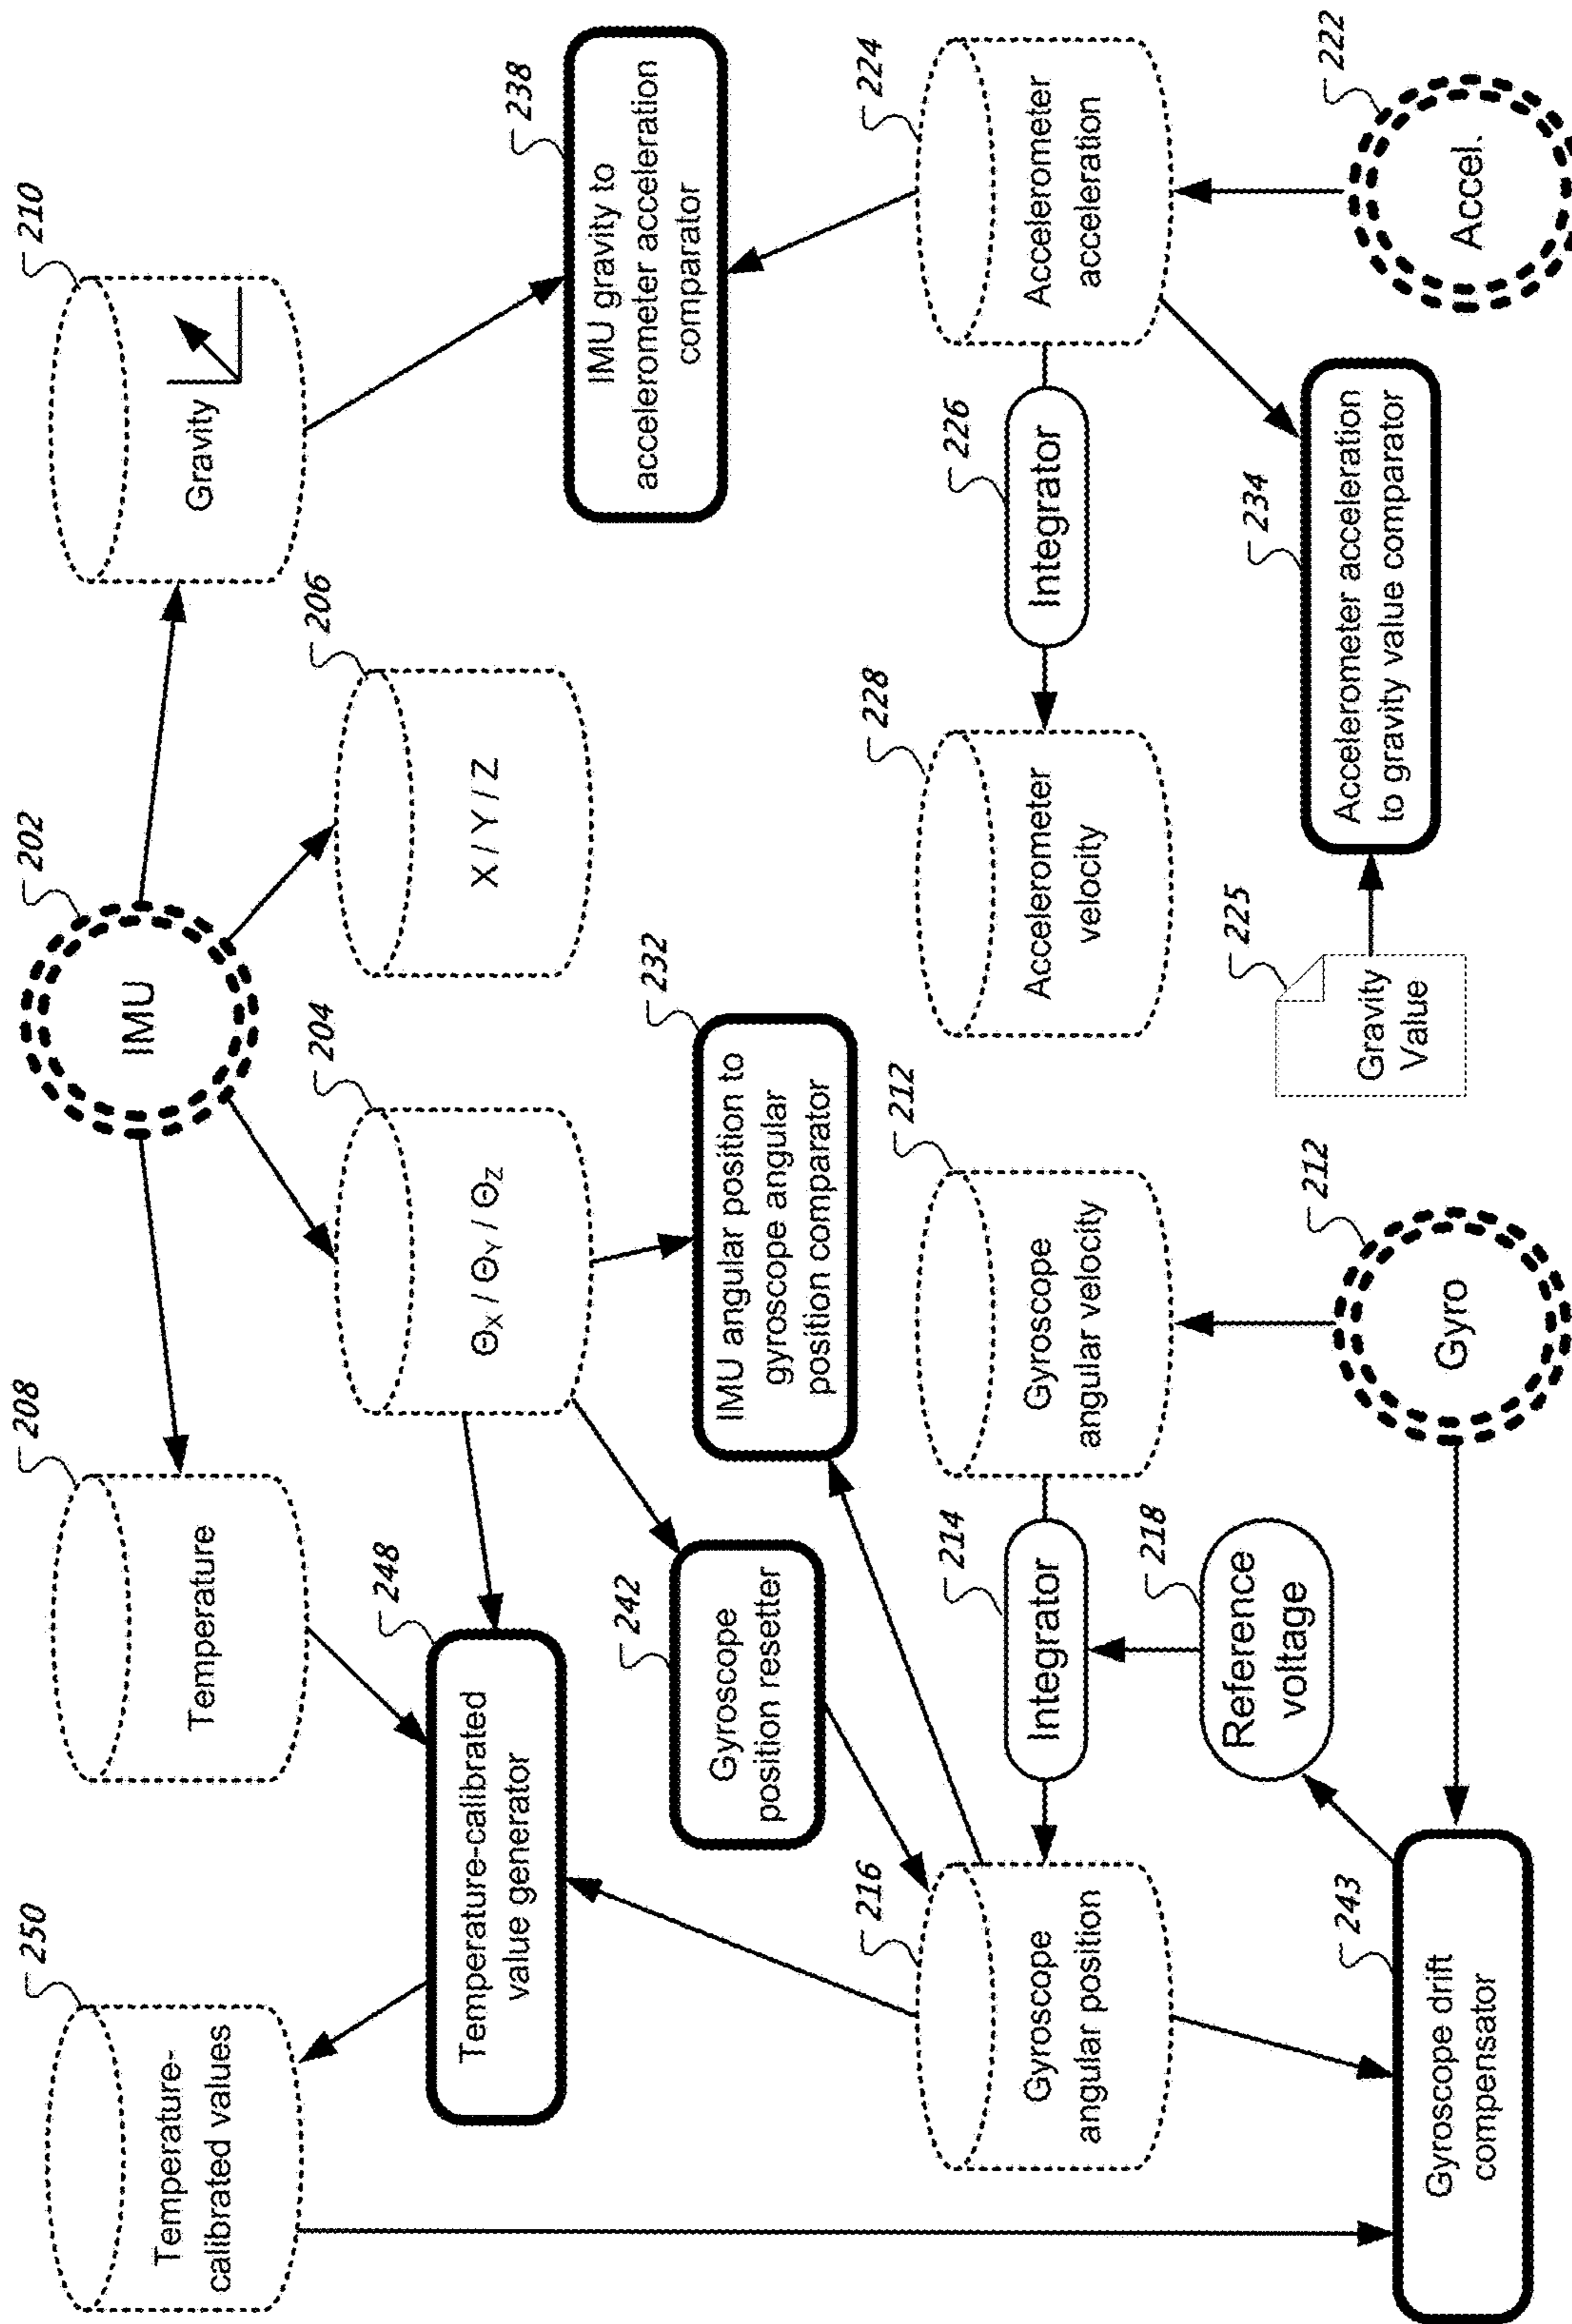 250
Temperature-
calibrated values
208
Temperature
202
IMU
210
Gravity
248
Temperature-calibrated
value generator
204
ΘX / ΘY / ΘZ
206
X / Y / Z
238
IMU gravity to
accelerometer acceleration
comparator
242
Gyroscope
position resetter
232
IMU angular position to
gyroscope angular
position comparator
216
Gyroscope
angular position
214
Integrator
212
Gyroscope
angular velocity
228
Accelerometer
velocity
226
Integrator
224
Accelerometer
acceleration
218
Reference
voltage
243
Gyroscope drift
compensator
212
Gyro
225
Gravity
Value
234
Accelerometer acceleration
to gravity value comparator
222
Accel.